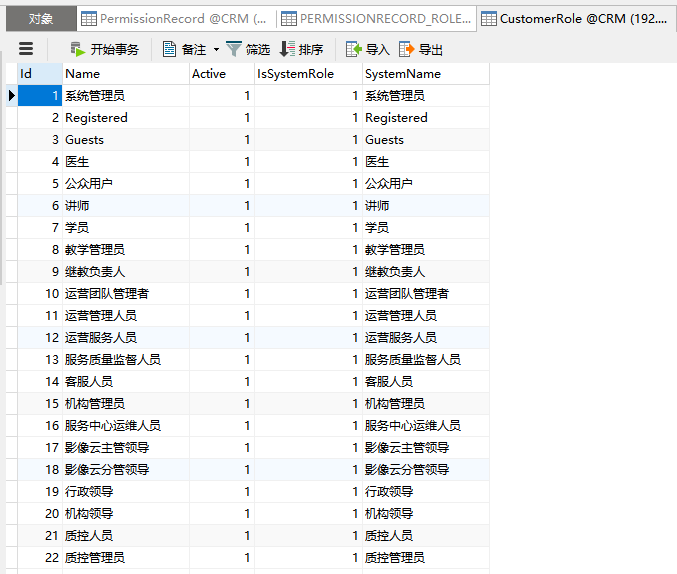 对象 PermissionRecord @CRM (... PERMISSIONRECORD_ROLE... CustomerRole @CRM (192....
开始事务 备注 筛选 排序 导入 导出
Id Name Active IsSystemRole SystemName
1 系统管理员 1 1 系统管理员
2 Registered 1 1 Registered
3 Guests 1 1 Guests
4 医生 1 1 医生
5 公众用户 1 1 公众用户
6 讲师 1 1 讲师
7 学员 1 1 学员
8 教学管理员 1 1 教学管理员
9 继教负责人 1 1 继教负责人
10 运营团队管理者 1 1 运营团队管理者
11 运营管理人员 1 1 运营管理人员
12 运营服务人员 1 1 运营服务人员
13 服务质量监督人员 1 1 服务质量监督人员
14 客服人员 1 1 客服人员
15 机构管理员 1 1 机构管理员
16 服务中心运维人员 1 1 服务中心运维人员
17 影像云主管领导 1 1 影像云主管领导
18 影像云分管领导 1 1 影像云分管领导
19 行政领导 1 1 行政领导
20 机构领导 1 1 机构领导
21 质控人员 1 1 质控人员
22 质控管理员 1 1 质控管理员